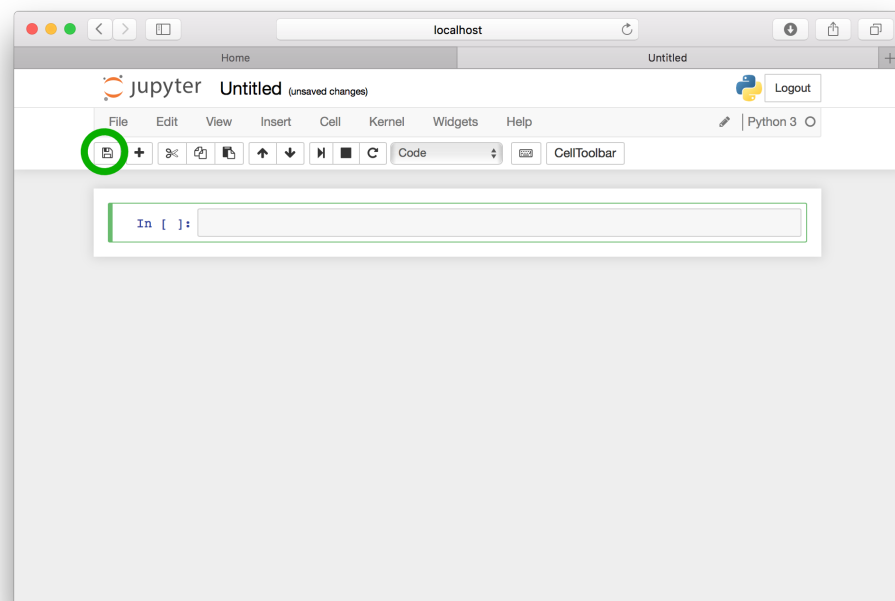 localhost
Home
Untitled
jupyter Untitled (unsaved changes)
Logout
File Edit View Insert Cell Kernel Widgets Help
Python 3
Code
CellToolbar
In [ ]: